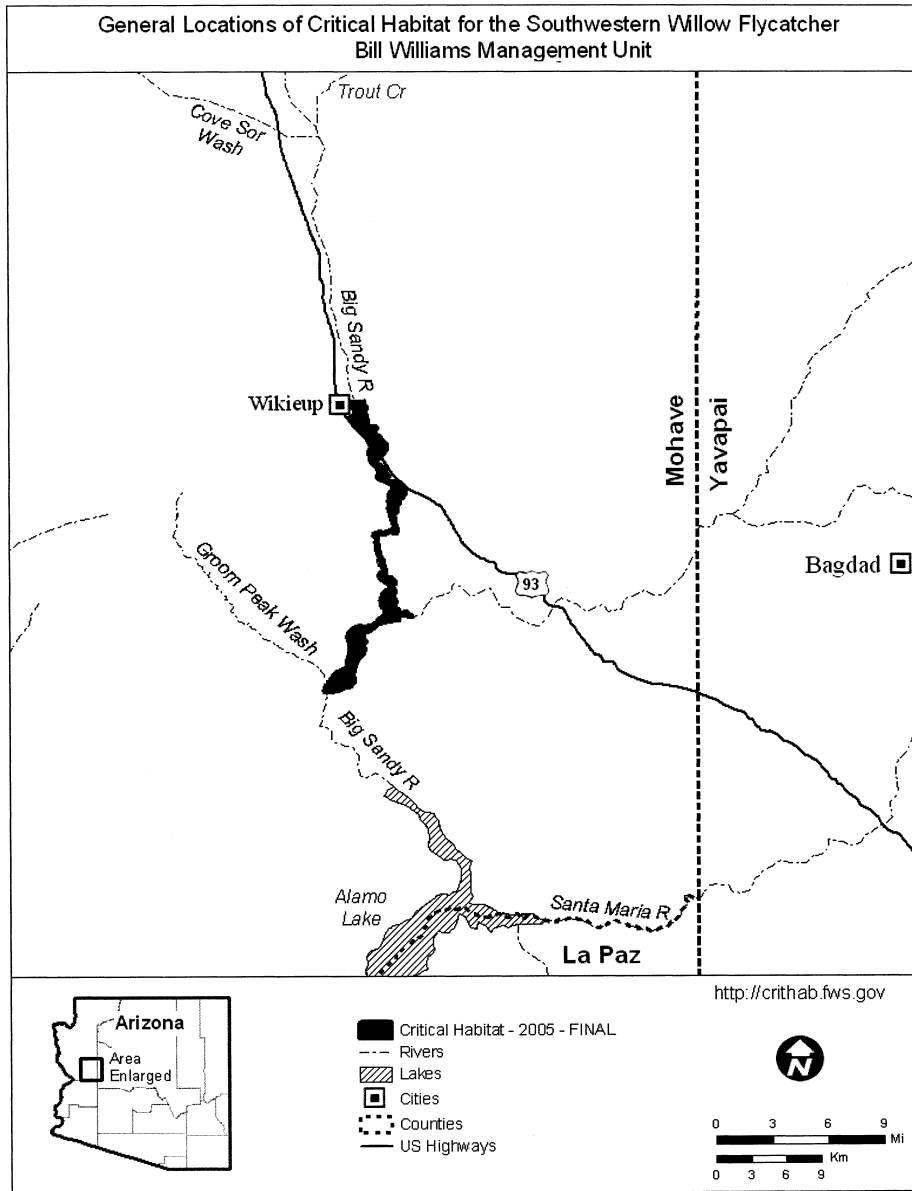 General Locations of Critical Habitat for the Southwestern Willow Flycatcher
Bill Williams Management Unit
Trout Cr
Cove Sor
Wash
Big Sandy R
Wikieup
Mohave
Yavapai
Bagdad
93
Groom Peak Wash
Big Sandy R
Alamo
Lake
Santa Maria R
La Paz
http://crithab.fws.gov
Arizona
Area
Enlarged
Critical Habitat - 2005 - FINAL
Rivers
Lakes
Cities
Counties
US Highways
N
0 3 6 9
Mi
Km
0 3 6 9